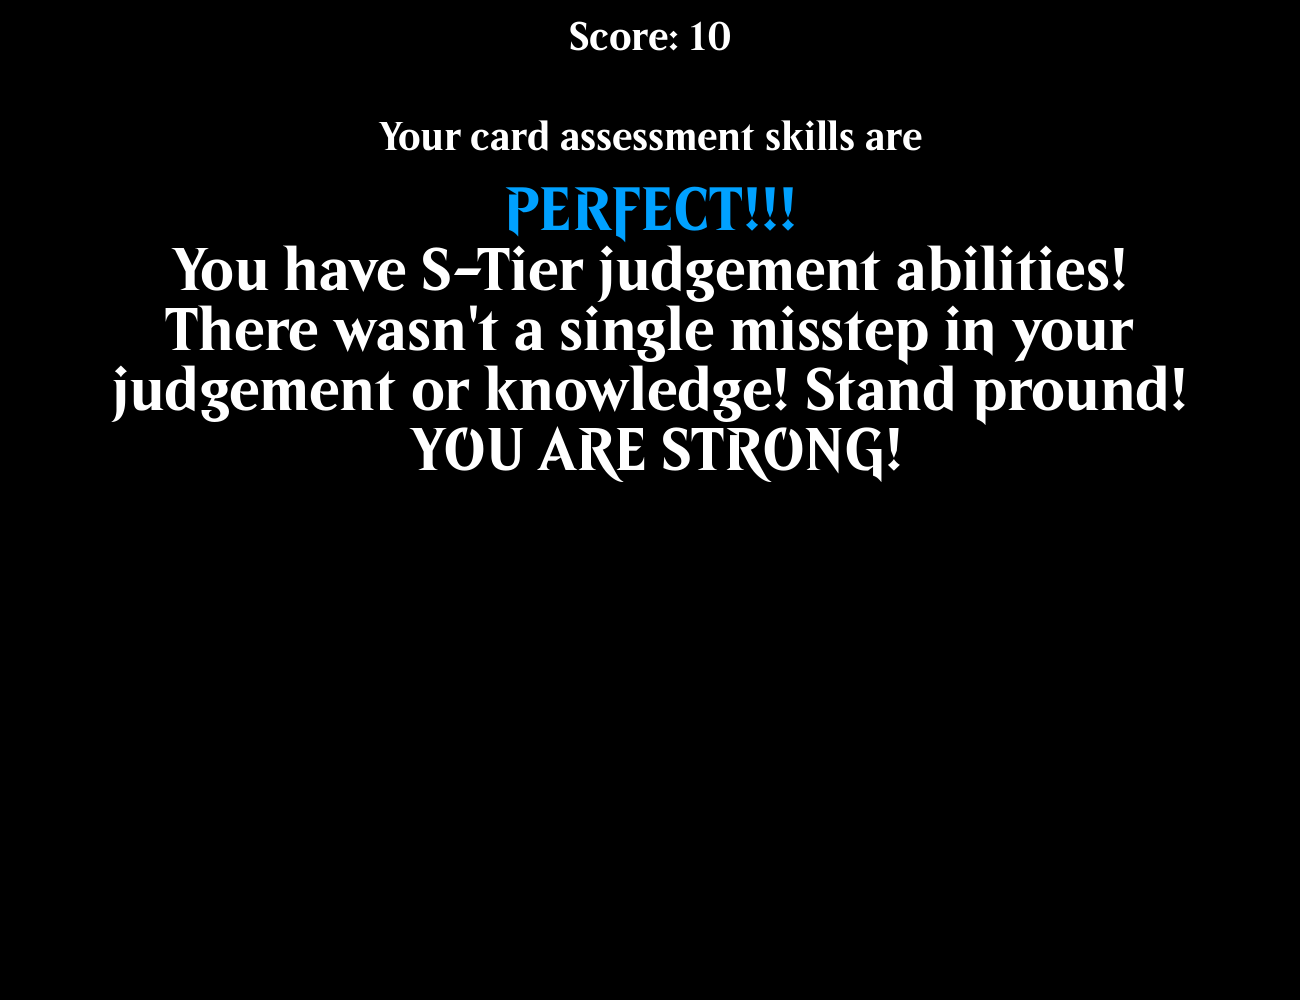 Score: 10
Your card assessment skills are
PERFECT!!!
You have S-Tier judgement abilities!
There wasn't a single misstep in your
judgement or knowledge! Stand pround!
YOU ARE STRONG!